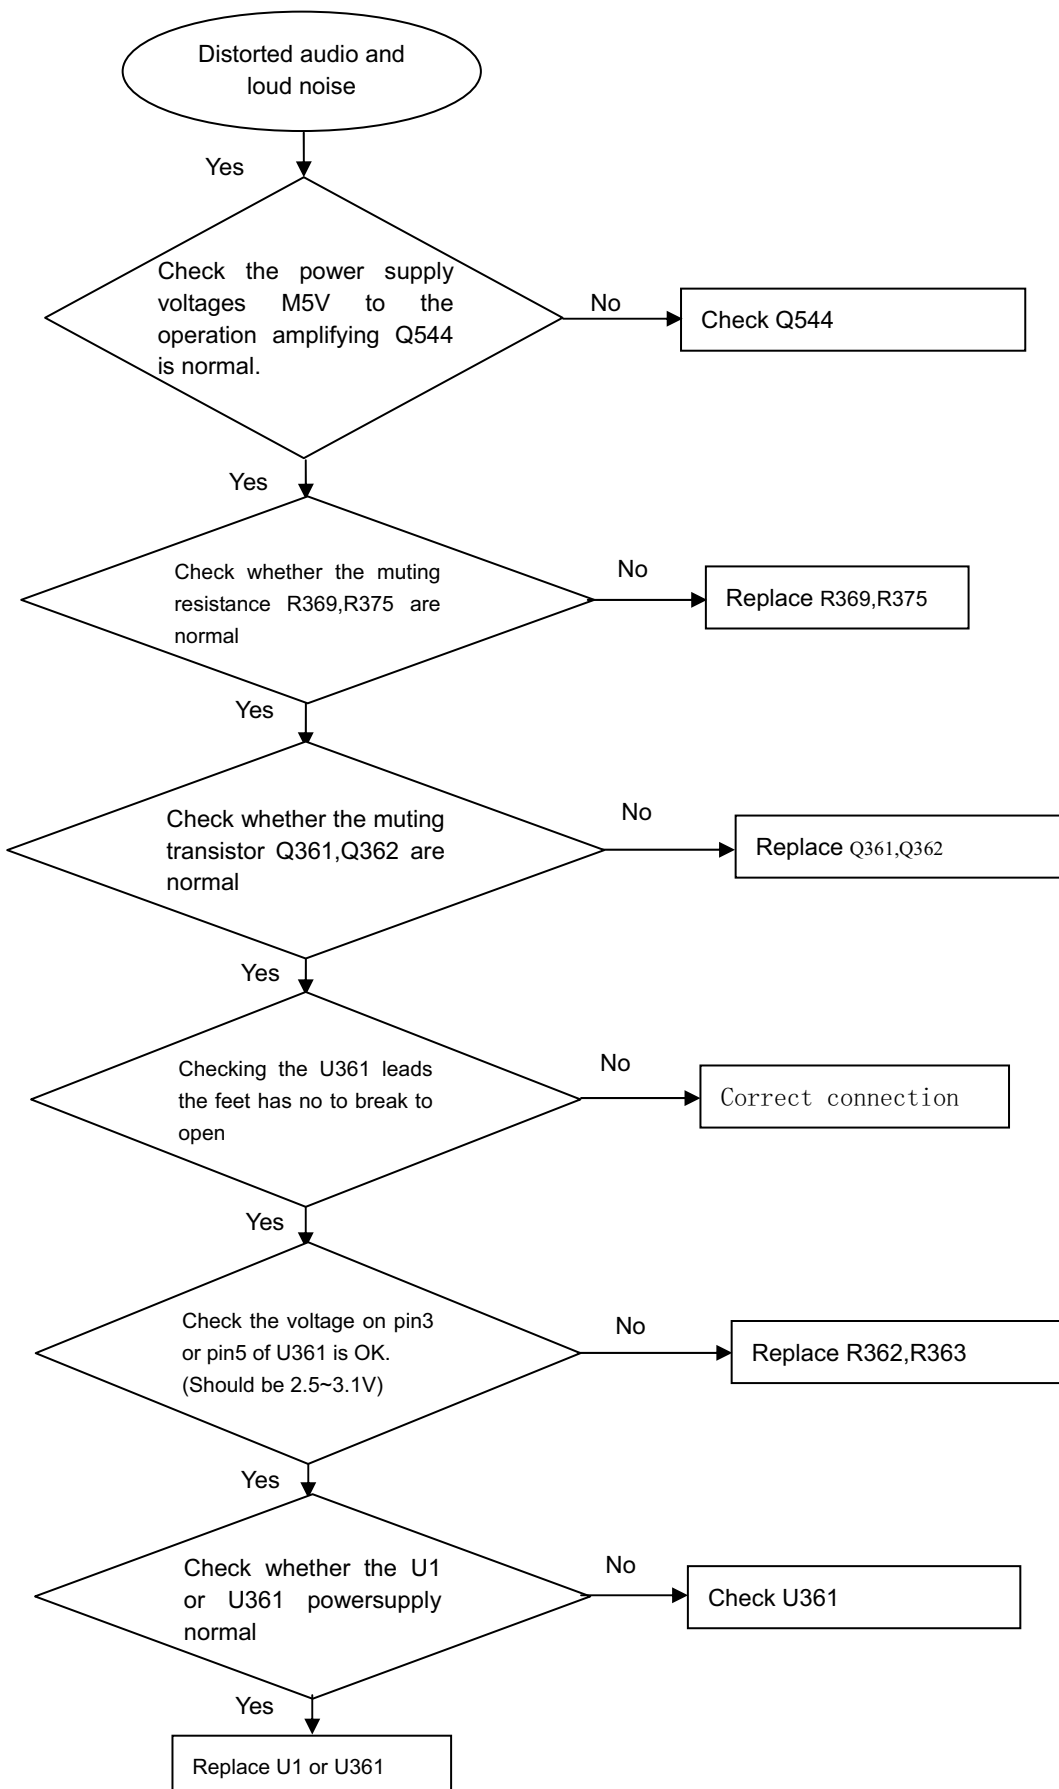 Distorted audio and
loud noise
Yes
Check the power supply
voltages M5V to the
operation amplifying Q544
is normal.
No
Check Q544
Yes
Check whether the muting
resistance R369,R375 are
normal
No
Replace R369,R375
Yes
Check whether the muting
transistor Q361,Q362 are
normal
No
Replace Q361,Q362
Yes
Checking the U361 leads
the feet has no to break to
open
No
Correct connection
Yes
Check the voltage on pin3
or pin5 of U361 is OK.
(Should be 2.5~3.1V)
No
Replace R362,R363
Yes
Check whether the U1
or U361 powersupply
normal
No
Check U361
Yes
Replace U1 or U361